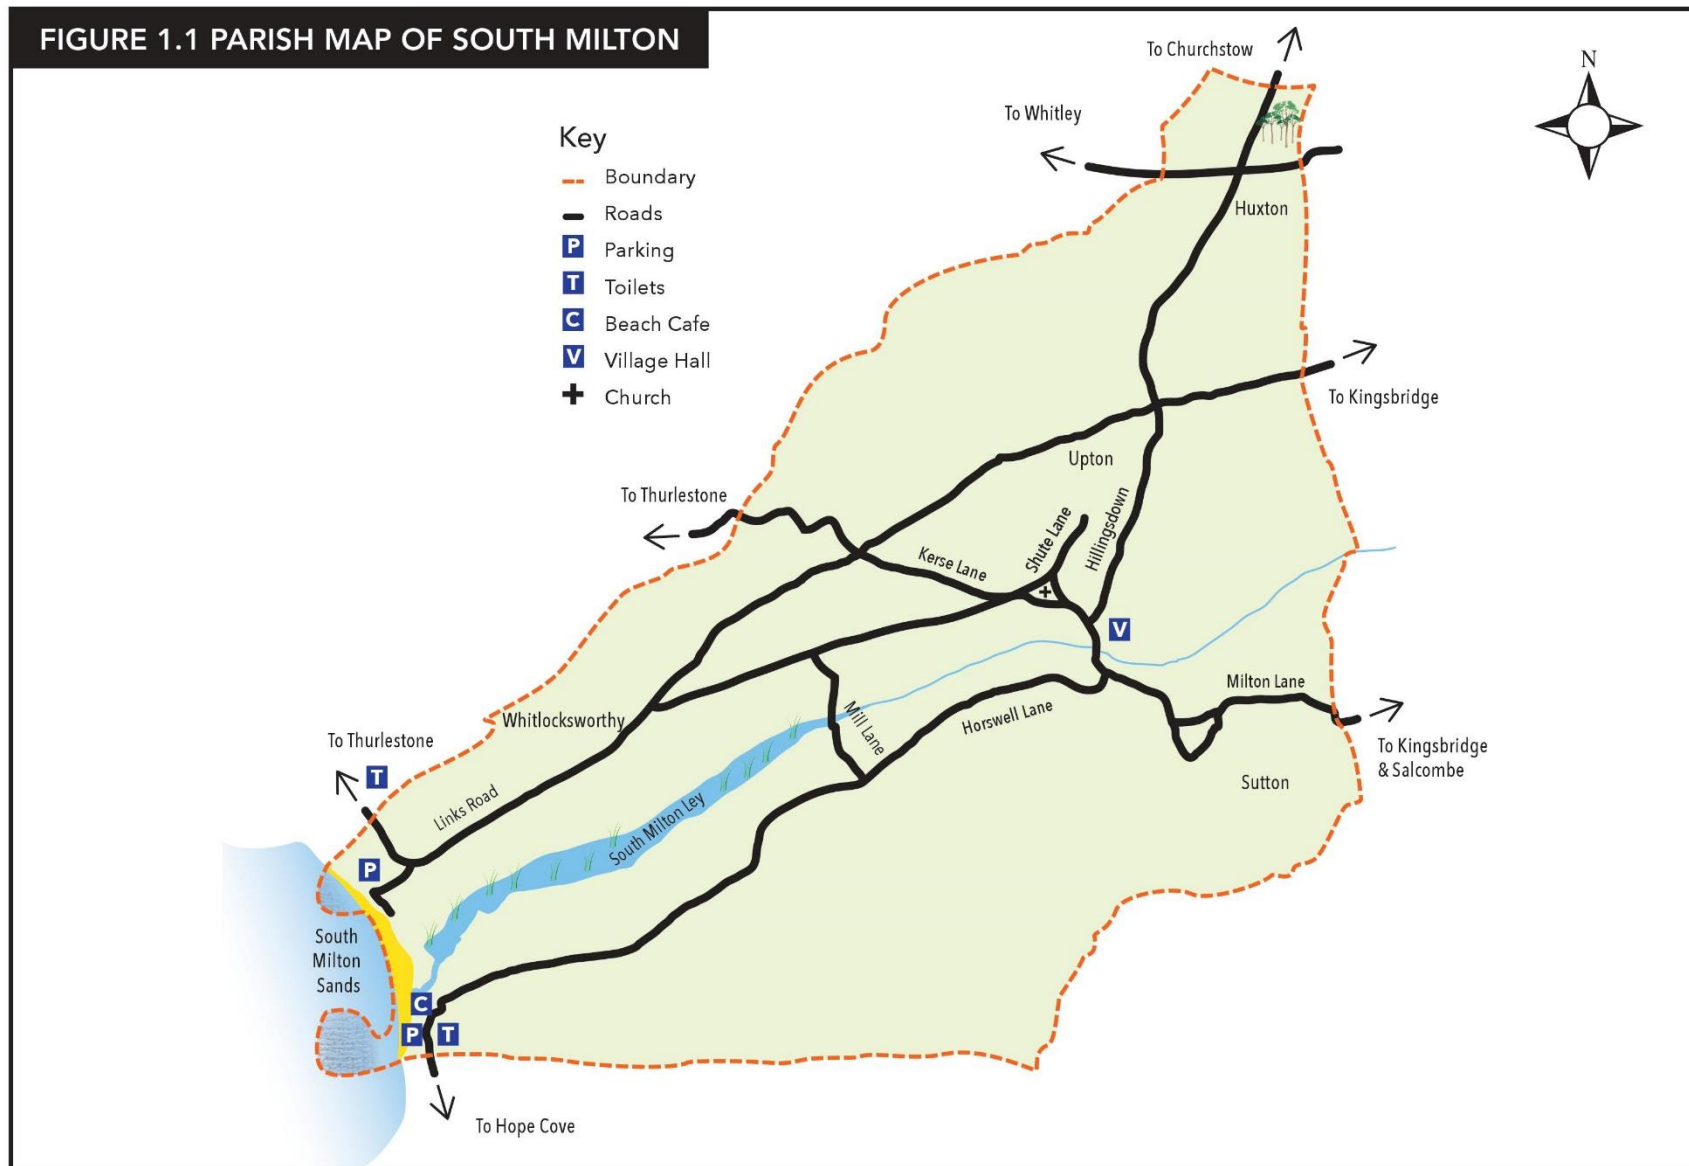 FIGURE 1.1 PARISH MAP OF SOUTH MILTON
To Churchstow
N
To Whitley
Key
Boundary
Roads
P Parking
T Toilets
C Beach Cafe
V Village Hall
Church
Huxton
To Kingsbridge
Upton
To Thurlestone
Hillingsdown
Shute Lane
Kerse Lane
V
Milton Lane
Horswell Lane
Mill Lane
Whitlocksworthy
To Thurlestone
T
To Kingsbridge
& Salcombe
Sutton
Links Road
South Milton Ley
P
South
Milton
Sands
C
P
T
To Hope Cove